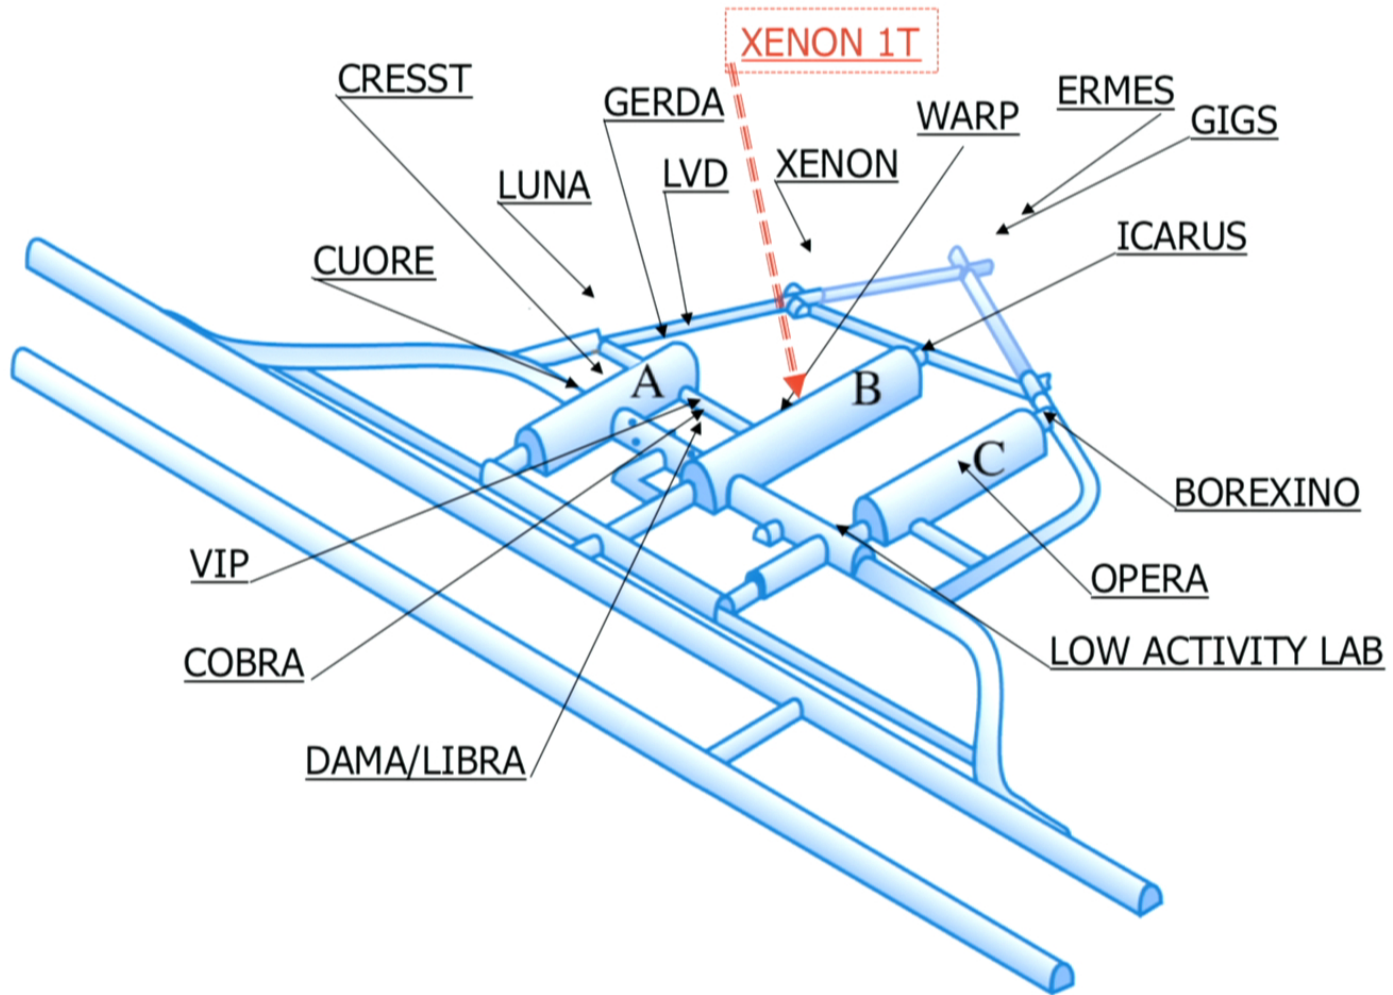 XENON 1T
CRESST
GERDA
ERMES
WARP
GIGS
XENON
LVD
LUNA
ICARUS
CUORE
A
B
C
BOREXINO
VIP
OPERA
LOW ACTIVITY LAB
COBRA
DAMA/LIBRA